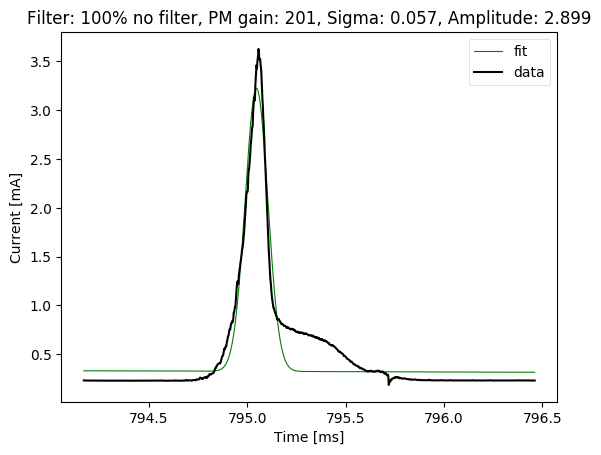 Filter: 100% no filter, PM gain: 201, Sigma: 0.057, Amplitude: 2.899
fit
data
3.5
3.0
2.5
2.0
1.5
1.0
0.5
Current [mA]
794.5 795.0 795.5 796.0 796.5
Time [ms]